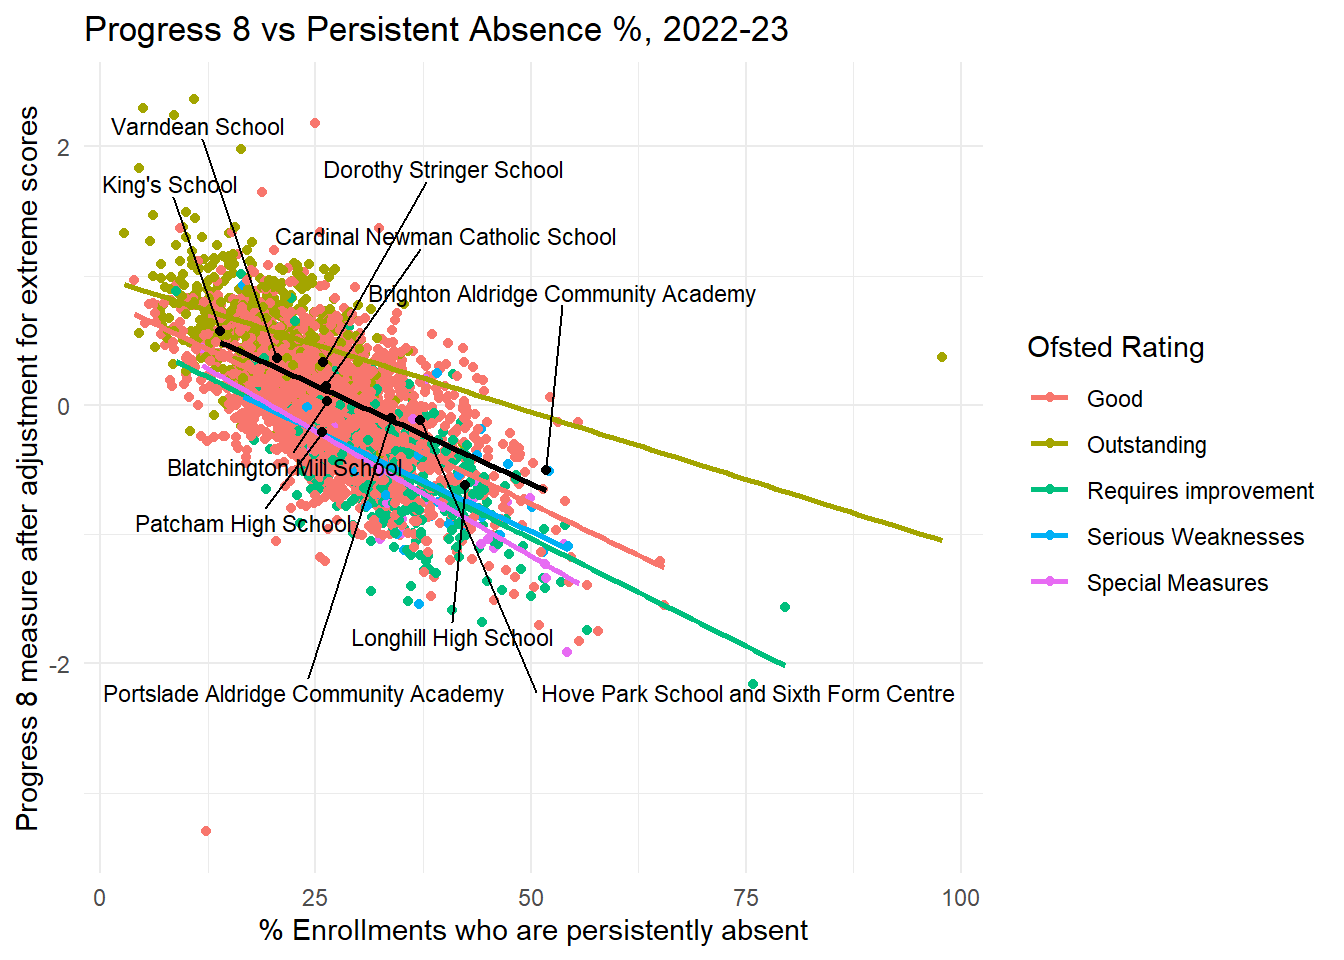 Progress 8 vs Persistent Absence %, 2022-23
Progress 8 measure after adjustment for extreme scores
2
0
-2
Varndean School
King's School
Dorothy Stringer School
Cardinal Newman Catholic School
Brighton Aldridge Community Academy
Blatchington Mill School
Patcham High School
Longhill High School
Portslade Aldridge Community Academy
Hove Park School and Sixth Form Centre
0
25
50
75
100
% Enrollments who are persistently absent
Ofsted Rating
Good
Outstanding
Requires improvement
Serious Weaknesses
Special Measures